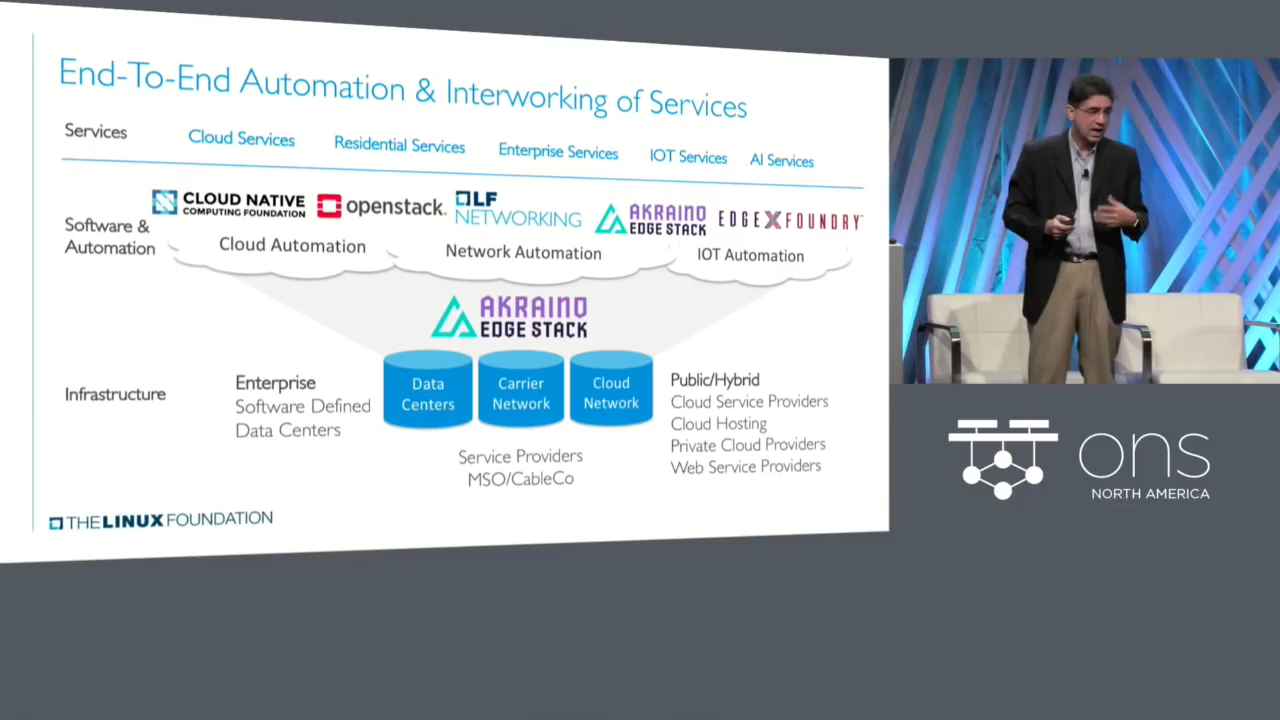 End-To-End Automation & Interworking of Services
Services
Cloud Services
Residential Services
Enterprise Services
IOT Services
AI Services
CLOUD NATIVE
COMPUTING FOUNDATION
openstack.
LF
NETWORKING
AKRAINO
EDGE STACK
EDGE X FOUNDRY™
Software &
Automation
Cloud Automation
Network Automation
IOT Automation
AKRAINO
EDGE STACK
Infrastructure
Enterprise
Software Defined
Data Centers
Data
Centers
Carrier
Network
Cloud
Network
Public/Hybrid
Cloud Service Providers
Cloud Hosting
Private Cloud Providers
Web Service Providers
Service Providers
MSO/CableCo
THE LINUX FOUNDATION
ons
NORTH AMERICA